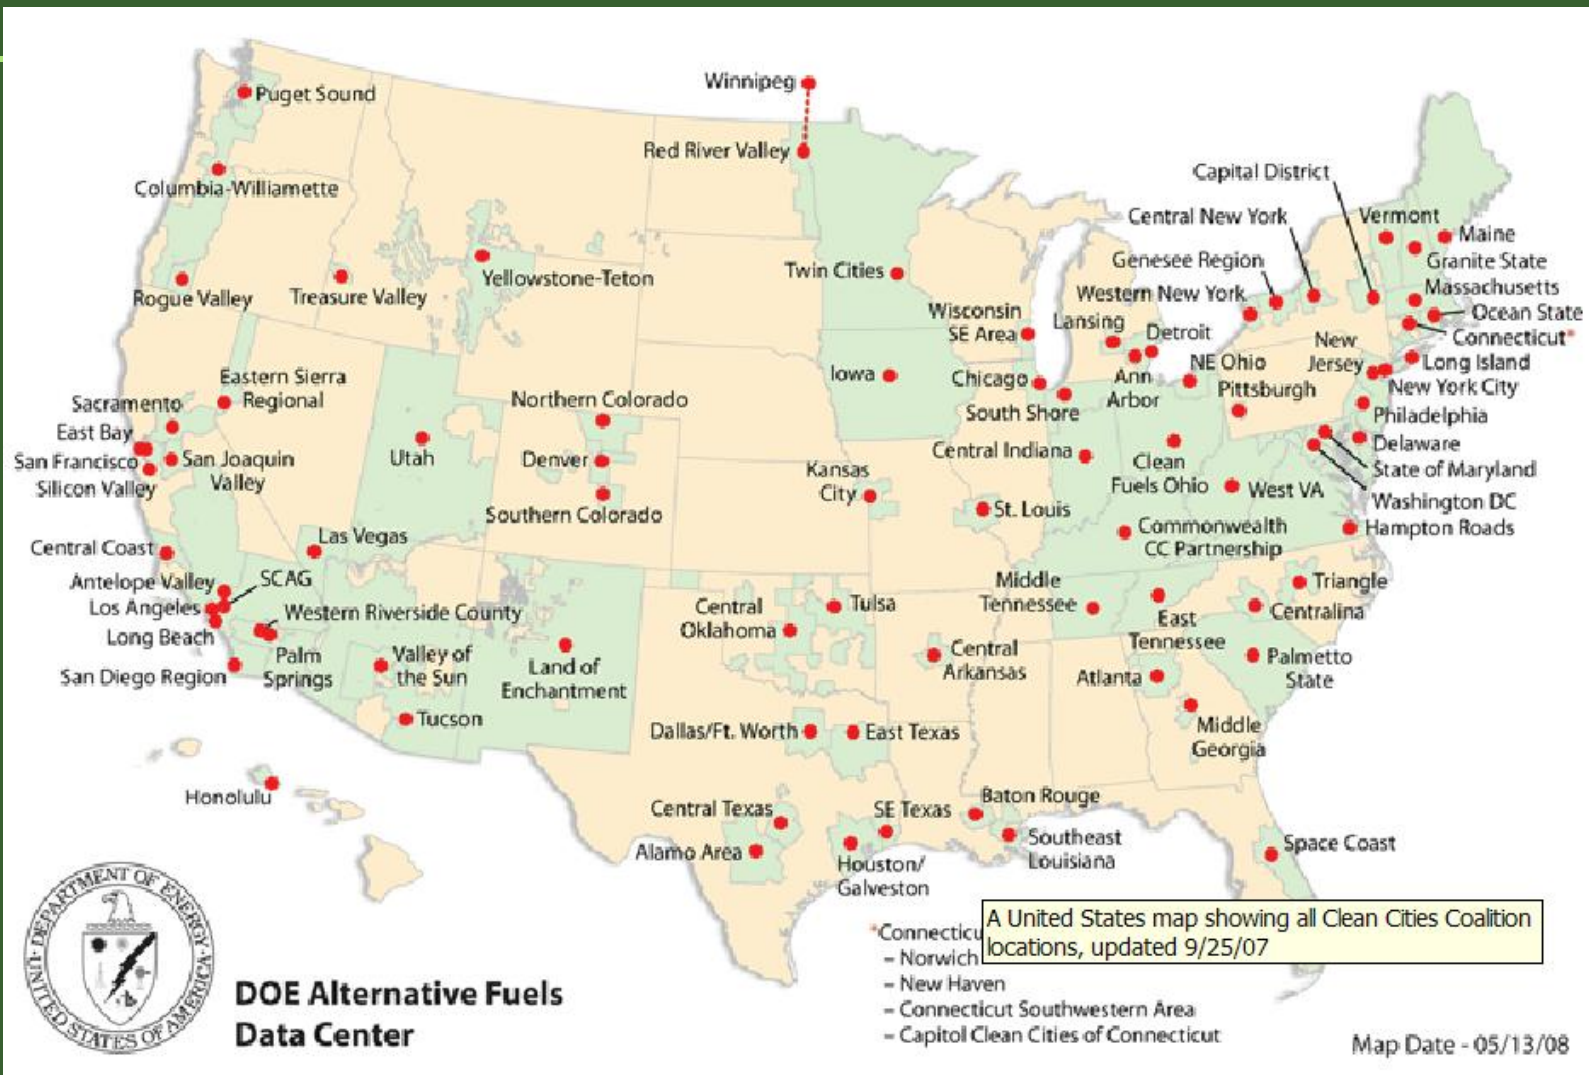 Winnipeg
Puget Sound
Red River Valley
Capital District
Columbia-Williamette
Central New York
Vermont
Maine
Genesee Region
Granite State
Twin Cities
Yellowstone-Teton
Rogue Valley
Treasure Valley
Western New York
Massachusetts
Wisconsin
SE Area
Lansing
Detroit
Ocean State
Connecticut*
New
Jersey
Long Island
NE Ohio
Iowa
Chicago
Ann
Arbor
Pittsburgh
New York City
Eastern Sierra
Regional
Sacramento
Northern Colorado
South Shore
Philadelphia
East Bay
Delaware
San Francisco
San Joaquin
Valley
Utah
Denver
Central Indiana
Clean
Fuels Ohio
State of Maryland
Silicon Valley
Kansas
City
West VA
Washington DC
Southern Colorado
St. Louis
Commonwealth
CC Partnership
Hampton Roads
Central Coast
Las Vegas
Antelope Valley
SCAG
Middle
Tennessee
Triangle
Los Angeles
Western Riverside County
Central
Oklahoma
Tulsa
East
Tennessee
Centralina
Long Beach
Palm
Springs
Valley of
the Sun
Land of
Enchantment
Central
Arkansas
Atlanta
Palmetto
State
San Diego Region
Tucson
Dallas/Ft. Worth
East Texas
Middle
Georgia
Honolulu
Central Texas
SE Texas
Baton Rouge
Alamo Area
Houston/
Galveston
Southeast
Louisiana
Space Coast
A United States map showing all Clean Cities Coalition
locations, updated 9/25/07
*Connecticu
– Norwich
– New Haven
– Connecticut Southwestern Area
– Capitol Clean Cities of Connecticut
DEPARTMENT OF ENERGY
UNITED STATES OF AMERICA
DOE Alternative Fuels
Data Center
Map Date - 05/13/08